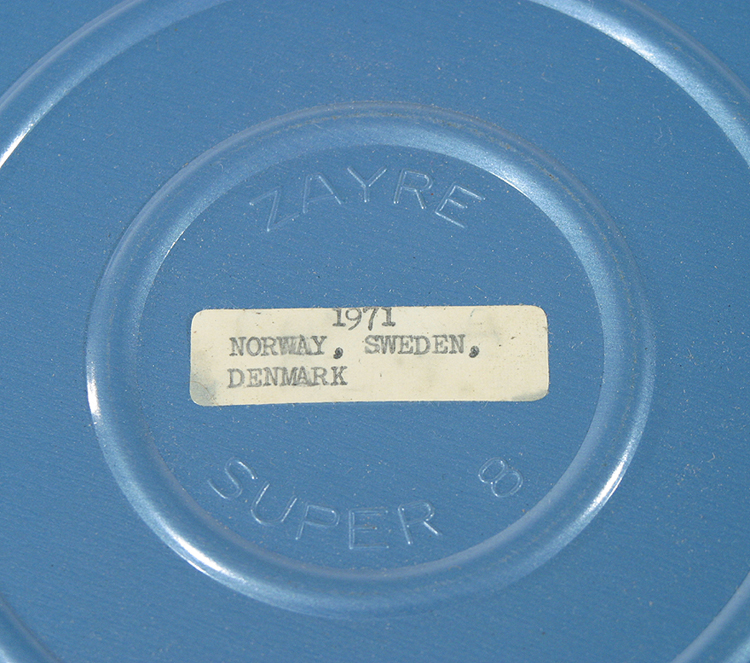 ZAYRE
1971
NORWAY, SWEDEN,
DENMARK
SUPER 8